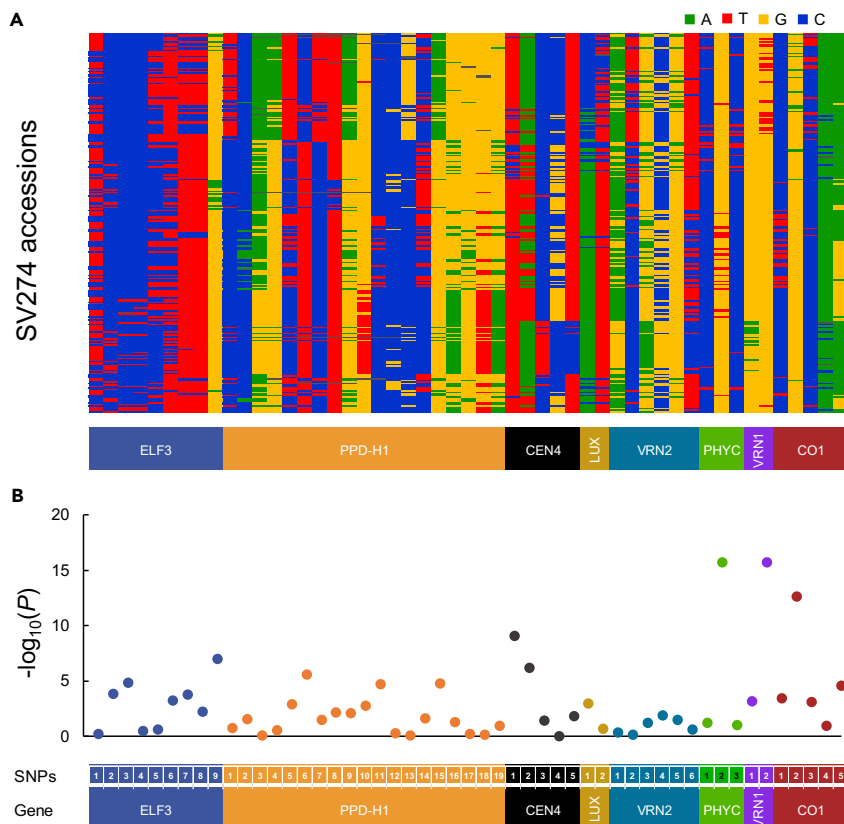 A
A T G C
SV274 accessions
ELF3 PPD-H1 CEN4 LUX VRN2 PHYC VRN1 CO1
B
20
15
10
5
0
-log10(P)
SNPs 1 2 3 4 5 6 7 8 9 1 2 3 4 5 6 7 8 9 10 11 12 13 14 15 16 17 18 19 1 2 3 4 5 1 2 1 2 3 4 5 6 1 2 3 1 2 1 2 3 4 5
Gene ELF3 PPD-H1 CEN4 LUX VRN2 PHYC VRN1 CO1